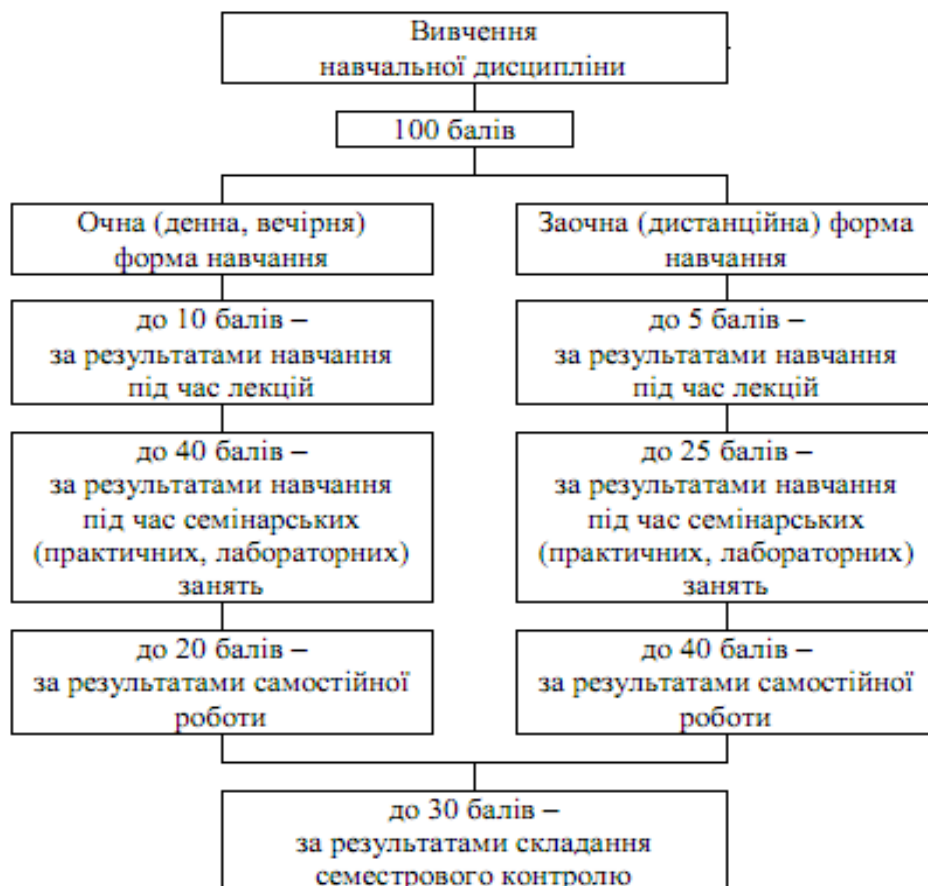 Вивчення
навчальної дисципліни
100 балів
Очна (денна, вечірня)
форма навчання
до 10 балів –
за результатами навчання
під час лекцій
до 40 балів –
за результатами навчання
під час семінарських
(практичних, лабораторних)
занять
до 20 балів –
за результатами самостійної
роботи
Заочна (дистанційна) форма
навчання
до 5 балів –
за результатами навчання
під час лекцій
до 25 балів –
за результатами навчання
під час семінарських
(практичних, лабораторних)
занять
до 40 балів –
за результатами самостійної
роботи
до 30 балів –
за результатами складання
семестрового контролю